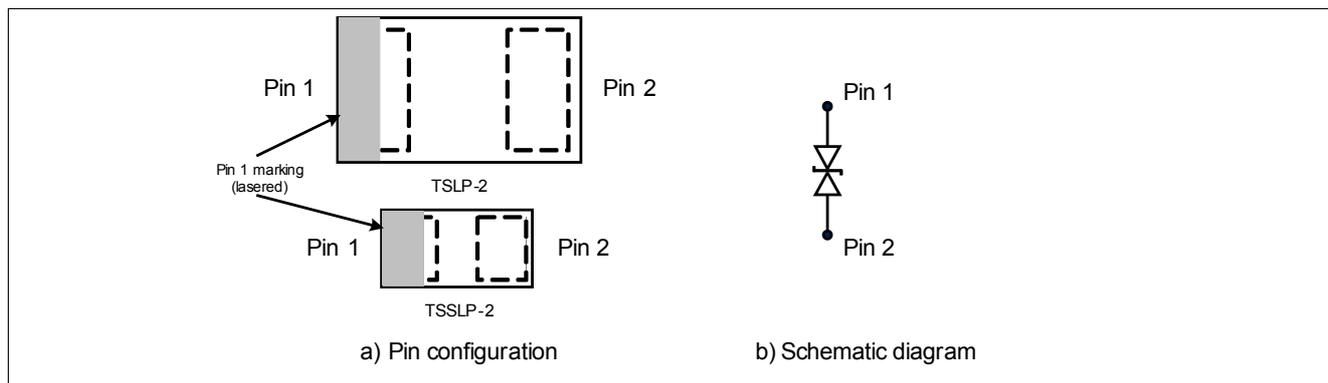 Pin 1
Pin 2
Pin 1 marking
(lasered)
TSLP-2
Pin 1
Pin 2
TSSLP-2
a) Pin configuration
Pin 1
Pin 2
b) Schematic diagram